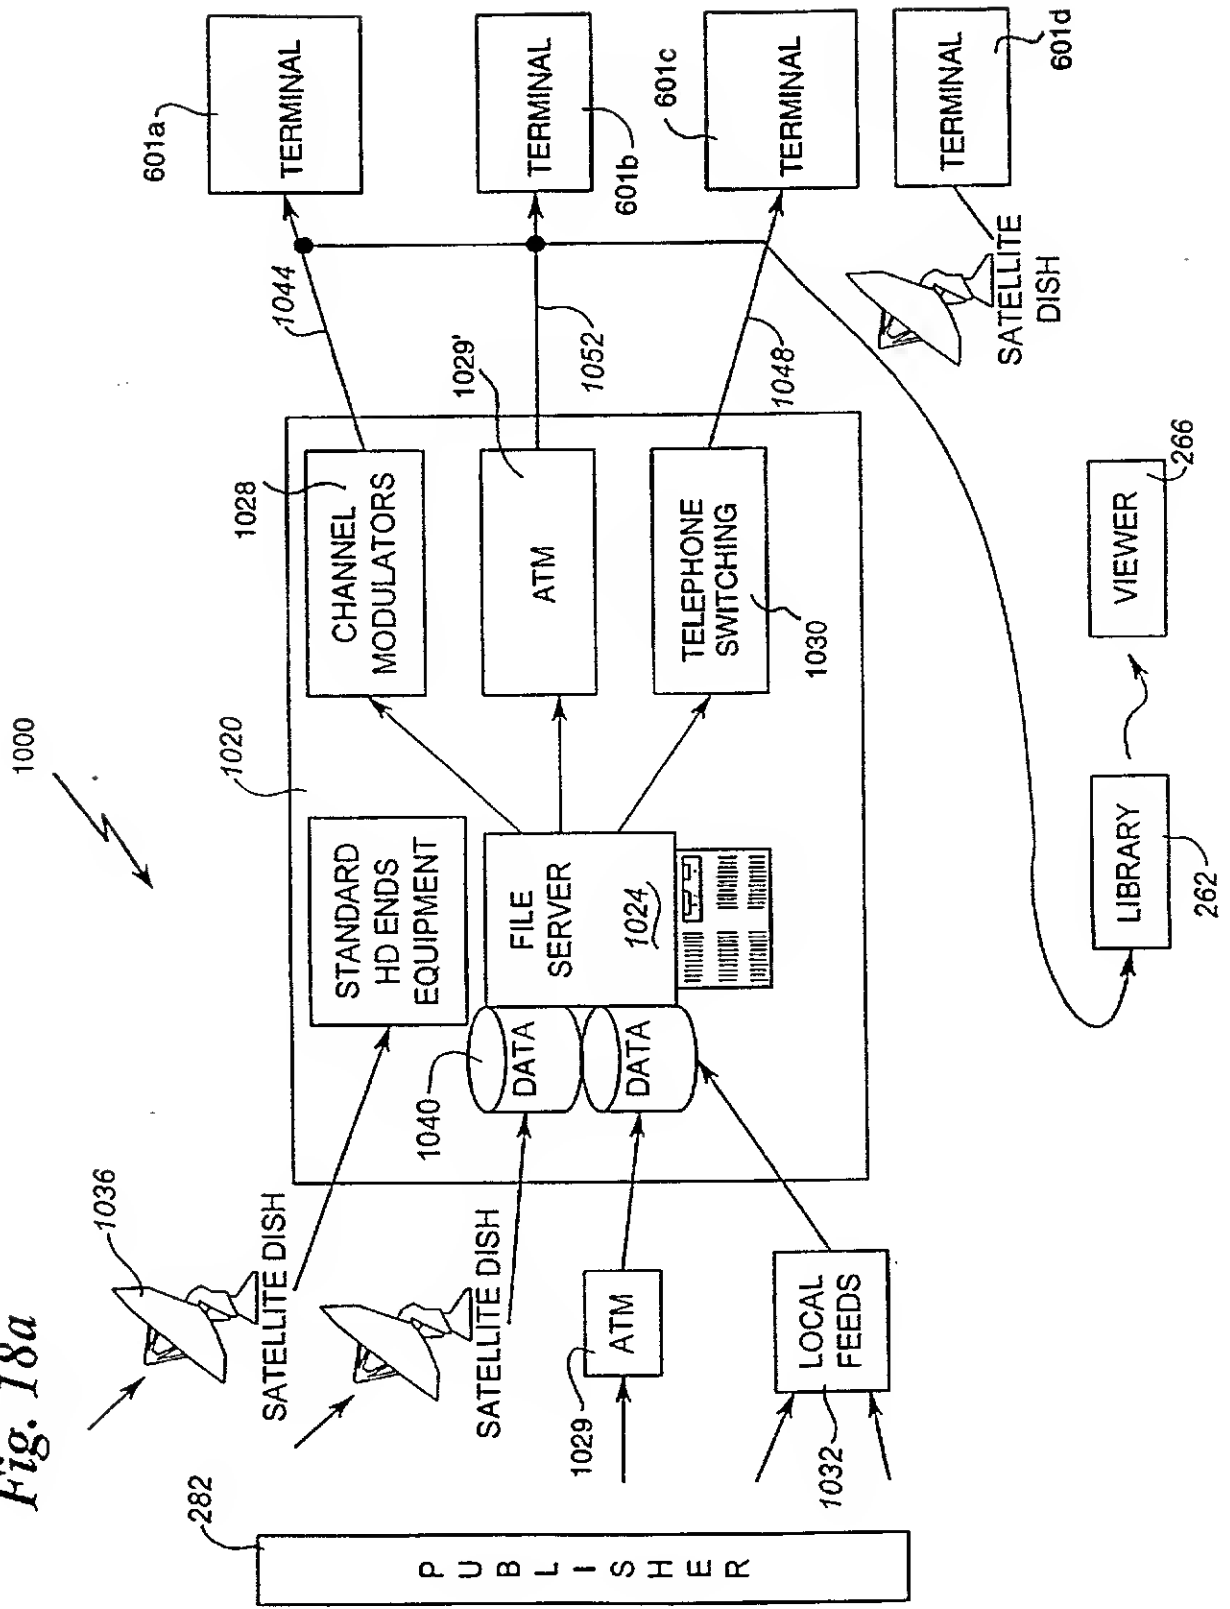 Fig. 18a
1000
282
PUBLISHER
1036
SATELLITE DISH
SATELLITE DISH
1029
ATM
1032
LOCAL
FEEDS
1020
STANDARD
HD ENDS
EQUIPMENT
1040
DATA
DATA
FILE
SERVER
1024
1028
CHANNEL
MODULATORS
1029'
ATM
TELEPHONE
SWITCHING
1030
1044
1052
1048
601a
TERMINAL
TERMINAL
601b
601c
TERMINAL
TERMINAL
601d
SATELLITE
DISH
LIBRARY
262
VIEWER
266